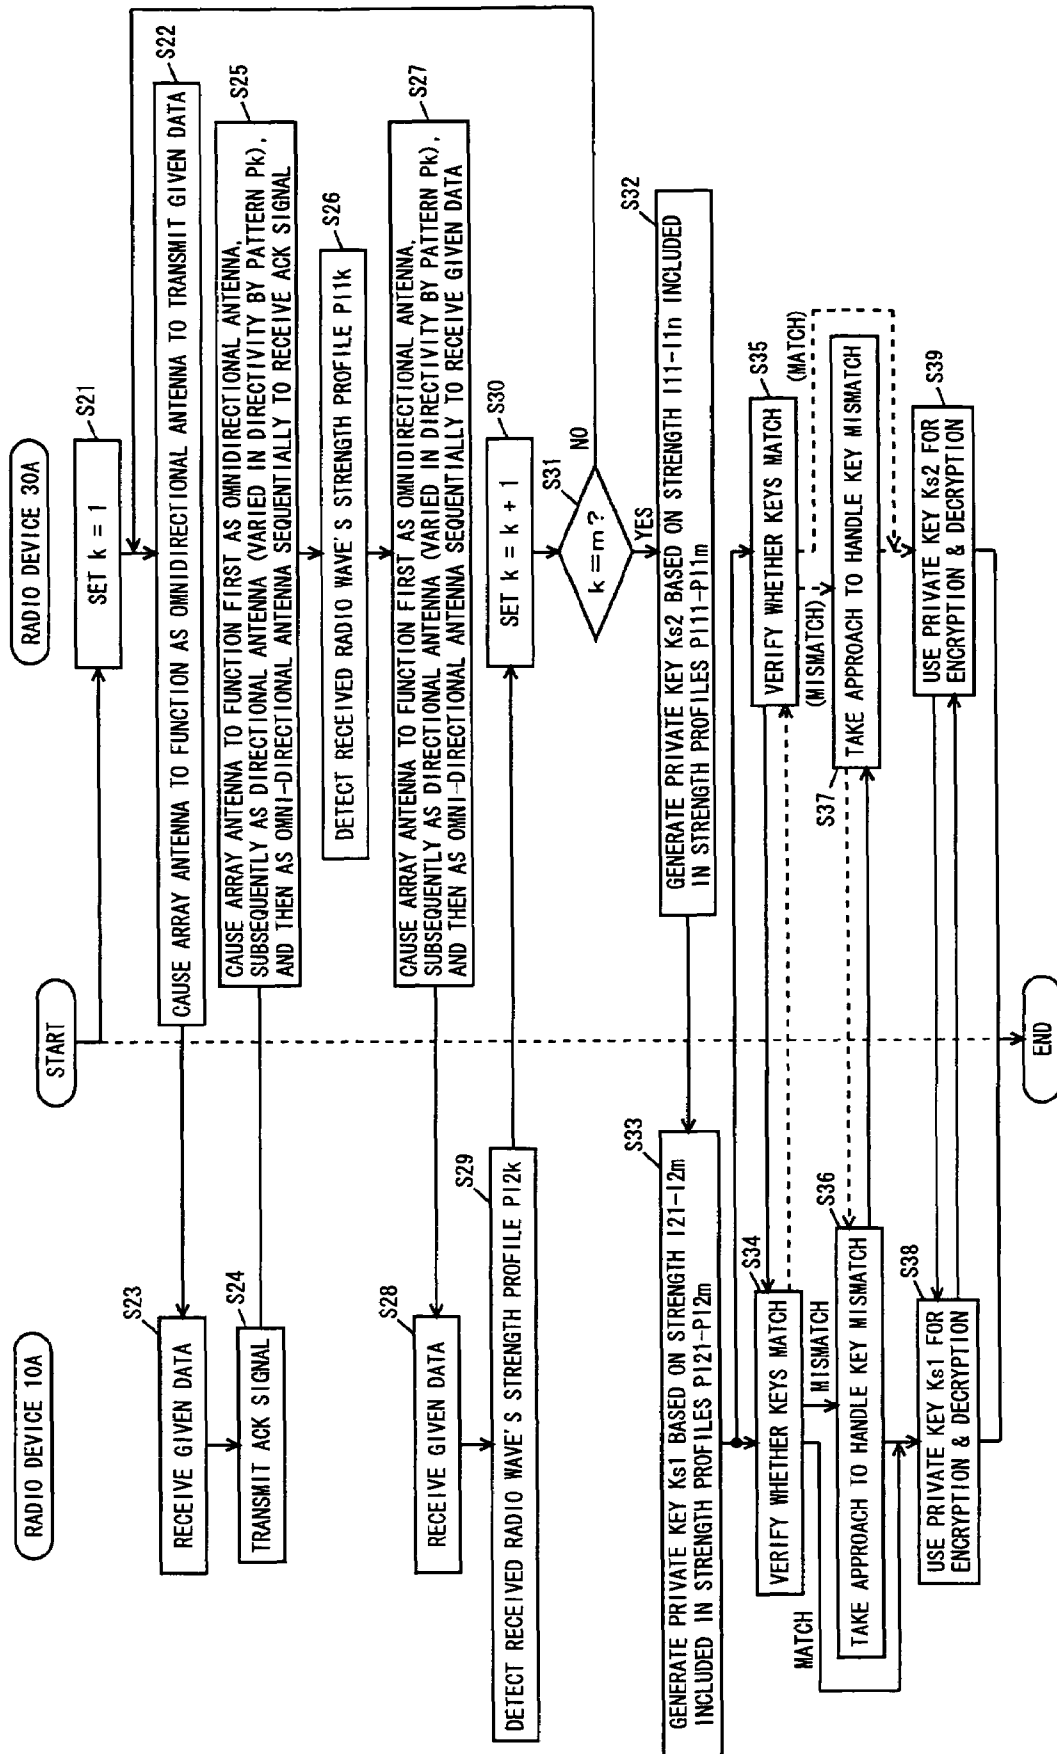 RADIO DEVICE 10A
START
RADIO DEVICE 30A
SET k = 1
S21
CAUSE ARRAY ANTENNA TO FUNCTION AS OMNIDIRECTIONAL ANTENNA TO TRANSMIT GIVEN DATA
S22
RECEIVE GIVEN DATA
S23
TRANSMIT ACK SIGNAL
S24
CAUSE ARRAY ANTENNA TO FUNCTION FIRST AS OMNIDIRECTIONAL ANTENNA,
SUBSEQUENTLY AS DIRECTIONAL ANTENNA (VARIED IN DIRECTIVITY BY PATTERN Pk),
AND THEN AS OMNI-DIRECTIONAL ANTENNA SEQUENTIALLY TO RECEIVE ACK SIGNAL
S25
DETECT RECEIVED RADIO WAVE'S STRENGTH PROFILE PI1k
S26
CAUSE ARRAY ANTENNA TO FUNCTION FIRST AS OMNIDIRECTIONAL ANTENNA,
SUBSEQUENTLY AS DIRECTIONAL ANTENNA (VARIED IN DIRECTIVITY BY PATTERN Pk),
AND THEN AS OMNI-DIRECTIONAL ANTENNA SEQUENTIALLY TO RECEIVE GIVEN DATA
S27
RECEIVE GIVEN DATA
S28
DETECT RECEIVED RADIO WAVE'S STRENGTH PROFILE PI2k
S29
SET k = k + 1
S30
k=m?
S31
NO
YES
GENERATE PRIVATE KEY Ks2 BASED ON STRENGTH I11-I1n INCLUDED
IN STRENGTH PROFILES PI11-PI1m
S32
GENERATE PRIVATE KEY Ks1 BASED ON STRENGTH I21-I2m
INCLUDED IN STRENGTH PROFILES PI21-PI2m
S33
VERIFY WHETHER KEYS MATCH
S34
VERIFY WHETHER KEYS MATCH
S35
MATCH
MISMATCH
(MISMATCH)
(MATCH)
TAKE APPROACH TO HANDLE KEY MISMATCH
S36
S37
TAKE APPROACH TO HANDLE KEY MISMATCH
USE PRIVATE KEY Ks1 FOR
ENCRYPTION & DECRYPTION
S38
USE PRIVATE KEY Ks2 FOR
ENCRYPTION & DECRYPTION
S39
END